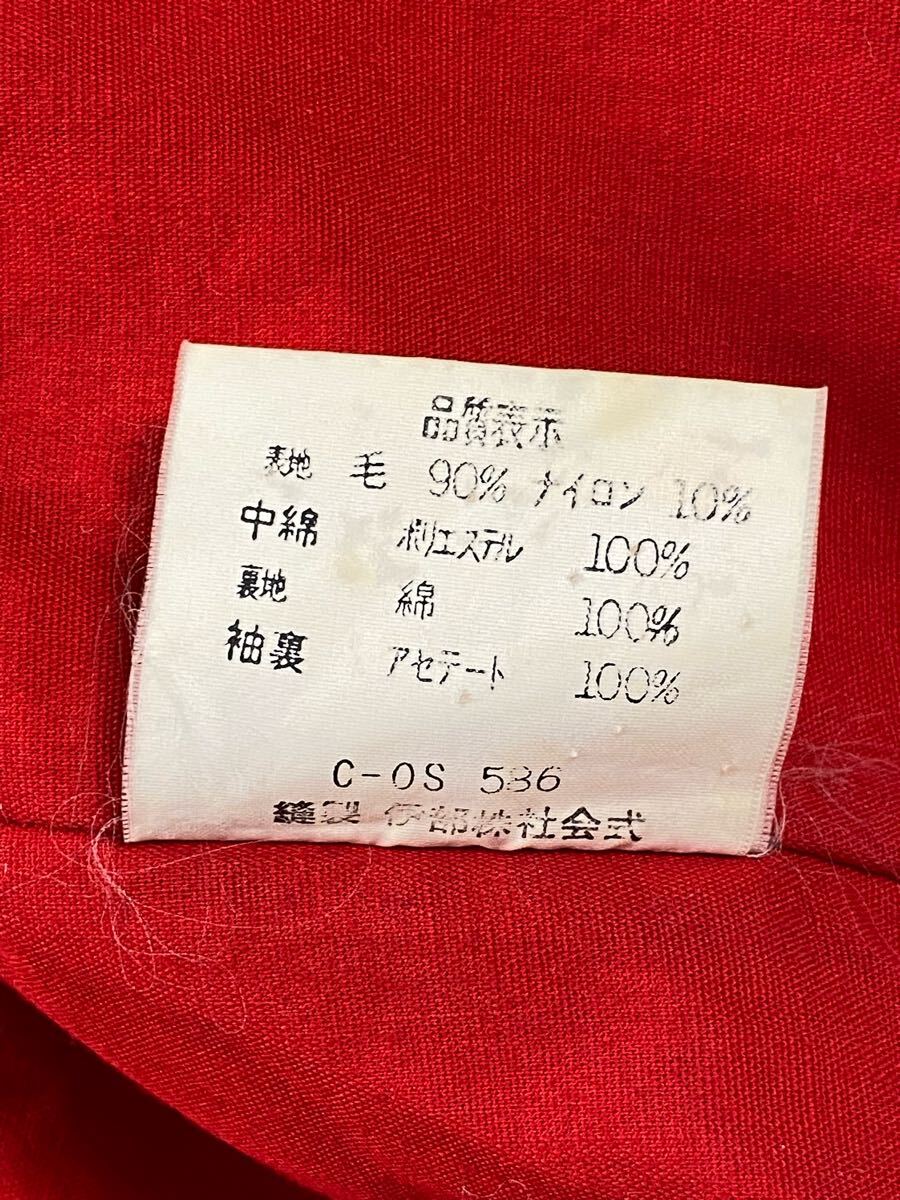 品質表示
表地 毛 90% ナイロン 10%
中綿 ポリエステル 100%
裏地 綿 100%
袖裏 アセテート 100%
C-OS 536
縫製 伊部株社会式